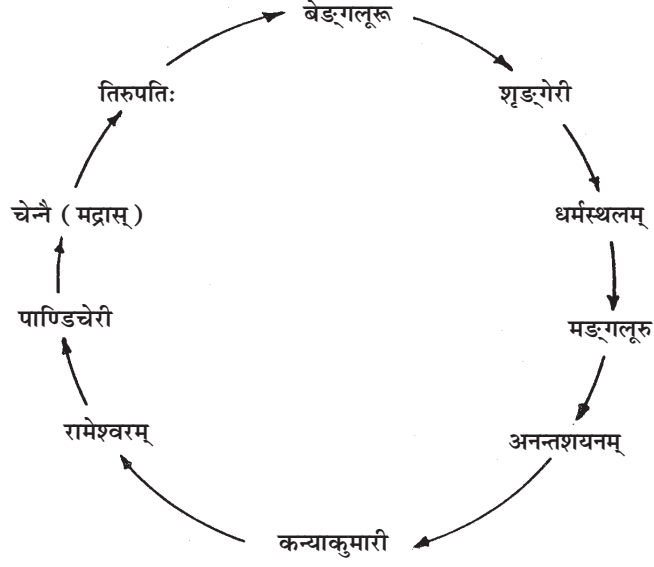 बेङ्गलूरू
शृङ्गेरी
धर्मस्थलम्
मङ्गलूरु
अनन्तशयनम्
कन्याकुमारी
रामेश्वरम्
पाण्डिचेरी
चेन्नै ( मद्रास् )
तिरुपतिः